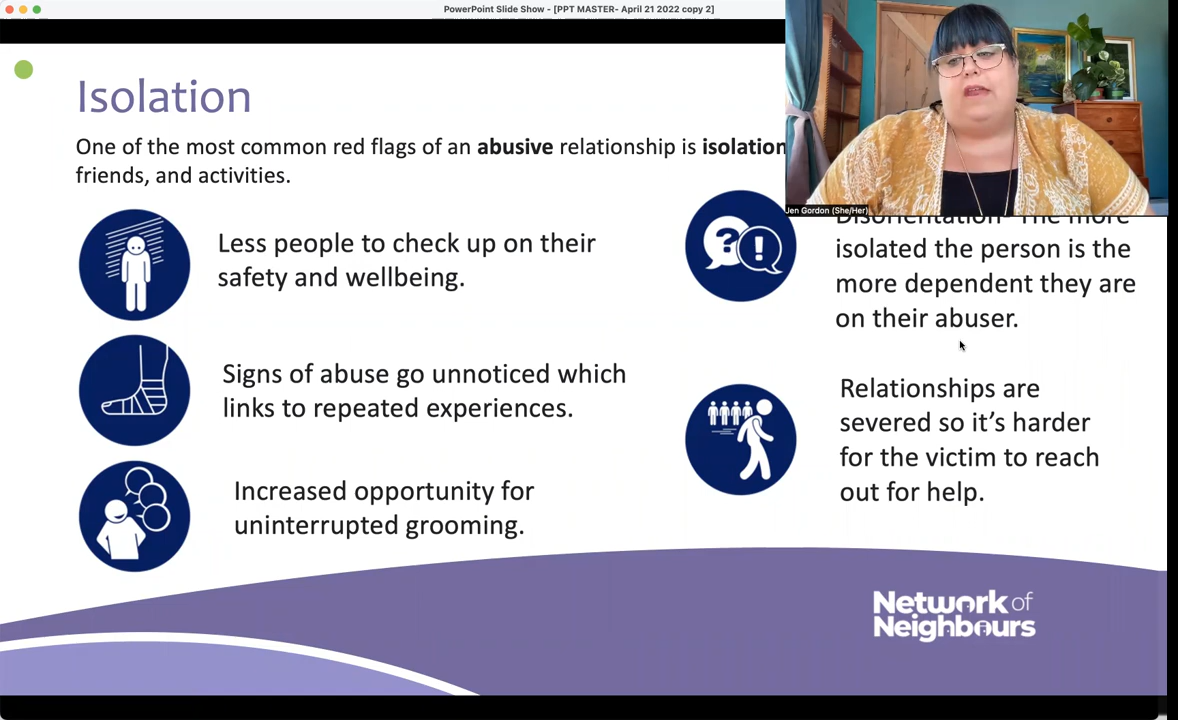 PowerPoint Slide Show - [PPT MASTER- April 21 2022 copy 2]
Isolation
One of the most common red flags of an abusive relationship is isolation
friends, and activities.
Less people to check up on their
safety and wellbeing.
Signs of abuse go unnoticed which
links to repeated experiences.
Increased opportunity for
uninterrupted grooming.
Jen Gordon (She/Her)
Disorientation- The more
isolated the person is the
more dependent they are
on their abuser.
Relationships are
severed so it’s harder
for the victim to reach
out for help.
Network of
Neighbours